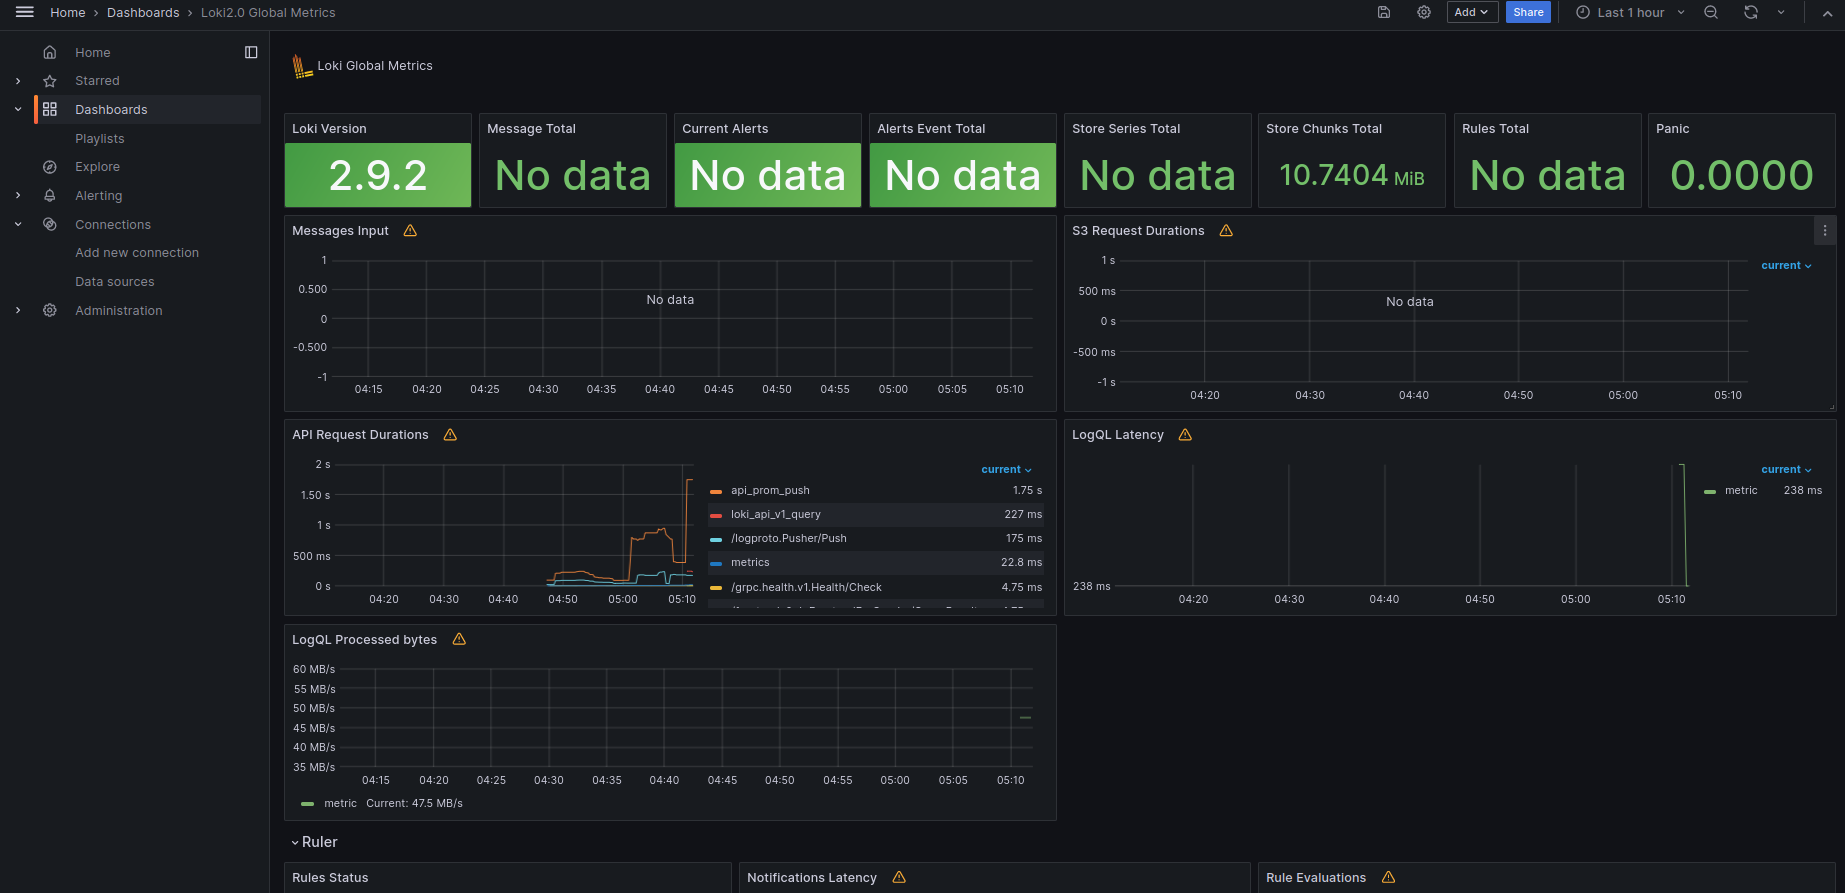 Home › Dashboards › Loki2.0 Global Metrics
Add
Share
Last 1 hour
Home
Starred
Dashboards
Playlists
Explore
Alerting
Connections
Add new connection
Data sources
Administration
Loki Global Metrics
Loki Version
2.9.2
Message Total
No data
Current Alerts
No data
Alerts Event Total
No data
Store Series Total
No data
Store Chunks Total
10.7404 MiB
Rules Total
No data
Panic
0.0000
Messages Input
1
0.500
0
-0.500
-1
No data
04:15 04:20 04:25 04:30 04:35 04:40 04:45 04:50 04:55 05:00 05:05 05:10
S3 Request Durations
1 s
500 ms
0 s
-500 ms
-1 s
No data
04:20 04:30 04:40 04:50 05:00 05:10
current
API Request Durations
2 s
1.50 s
1 s
500 ms
0 s
04:20 04:30 04:40 04:50 05:00 05:10
current
api_prom_push 1.75 s
loki_api_v1_query 227 ms
/logproto.Pusher/Push 175 ms
metrics 22.8 ms
/grpc.health.v1.Health/Check 4.75 ms
LogQL Latency
238 ms
04:20 04:30 04:40 04:50 05:00 05:10
current
metric 238 ms
LogQL Processed bytes
60 MB/s
55 MB/s
50 MB/s
45 MB/s
40 MB/s
35 MB/s
04:15 04:20 04:25 04:30 04:35 04:40 04:45 04:50 04:55 05:00 05:05 05:10
metric Current: 47.5 MB/s
Ruler
Rules Status
Notifications Latency
Rule Evaluations